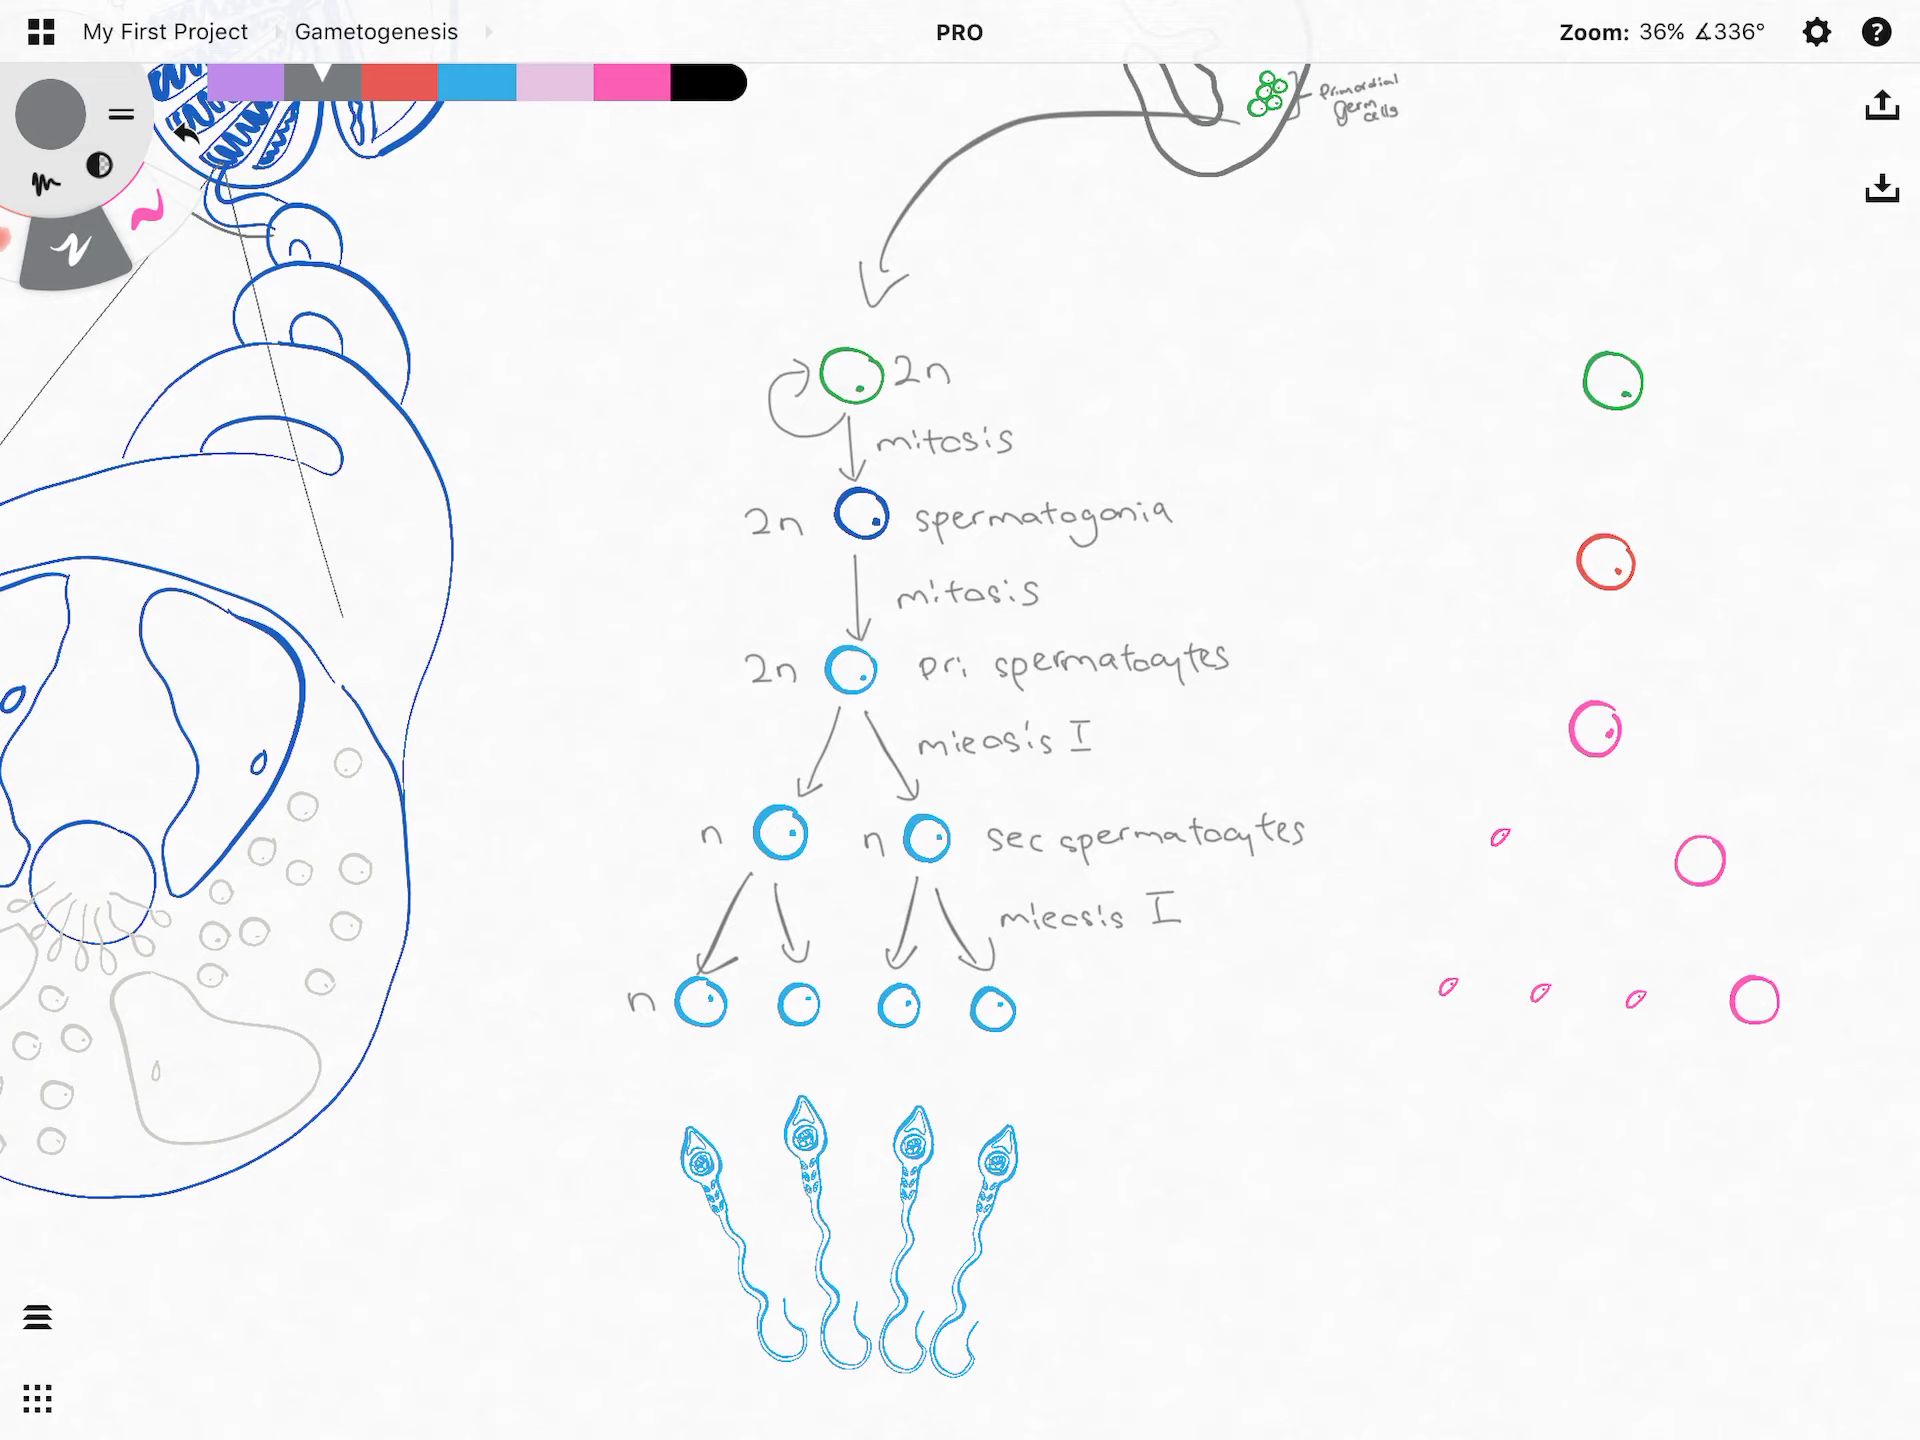 My First Project
Gametogenesis
PRO
Zoom: 36% ∡336°
Primordial
germ
cells
2n
mitosis
2n spermatogonia
mitosis
2n pri spermatocytes
mieosis I
n n sec spermatocytes
mieosis I
n